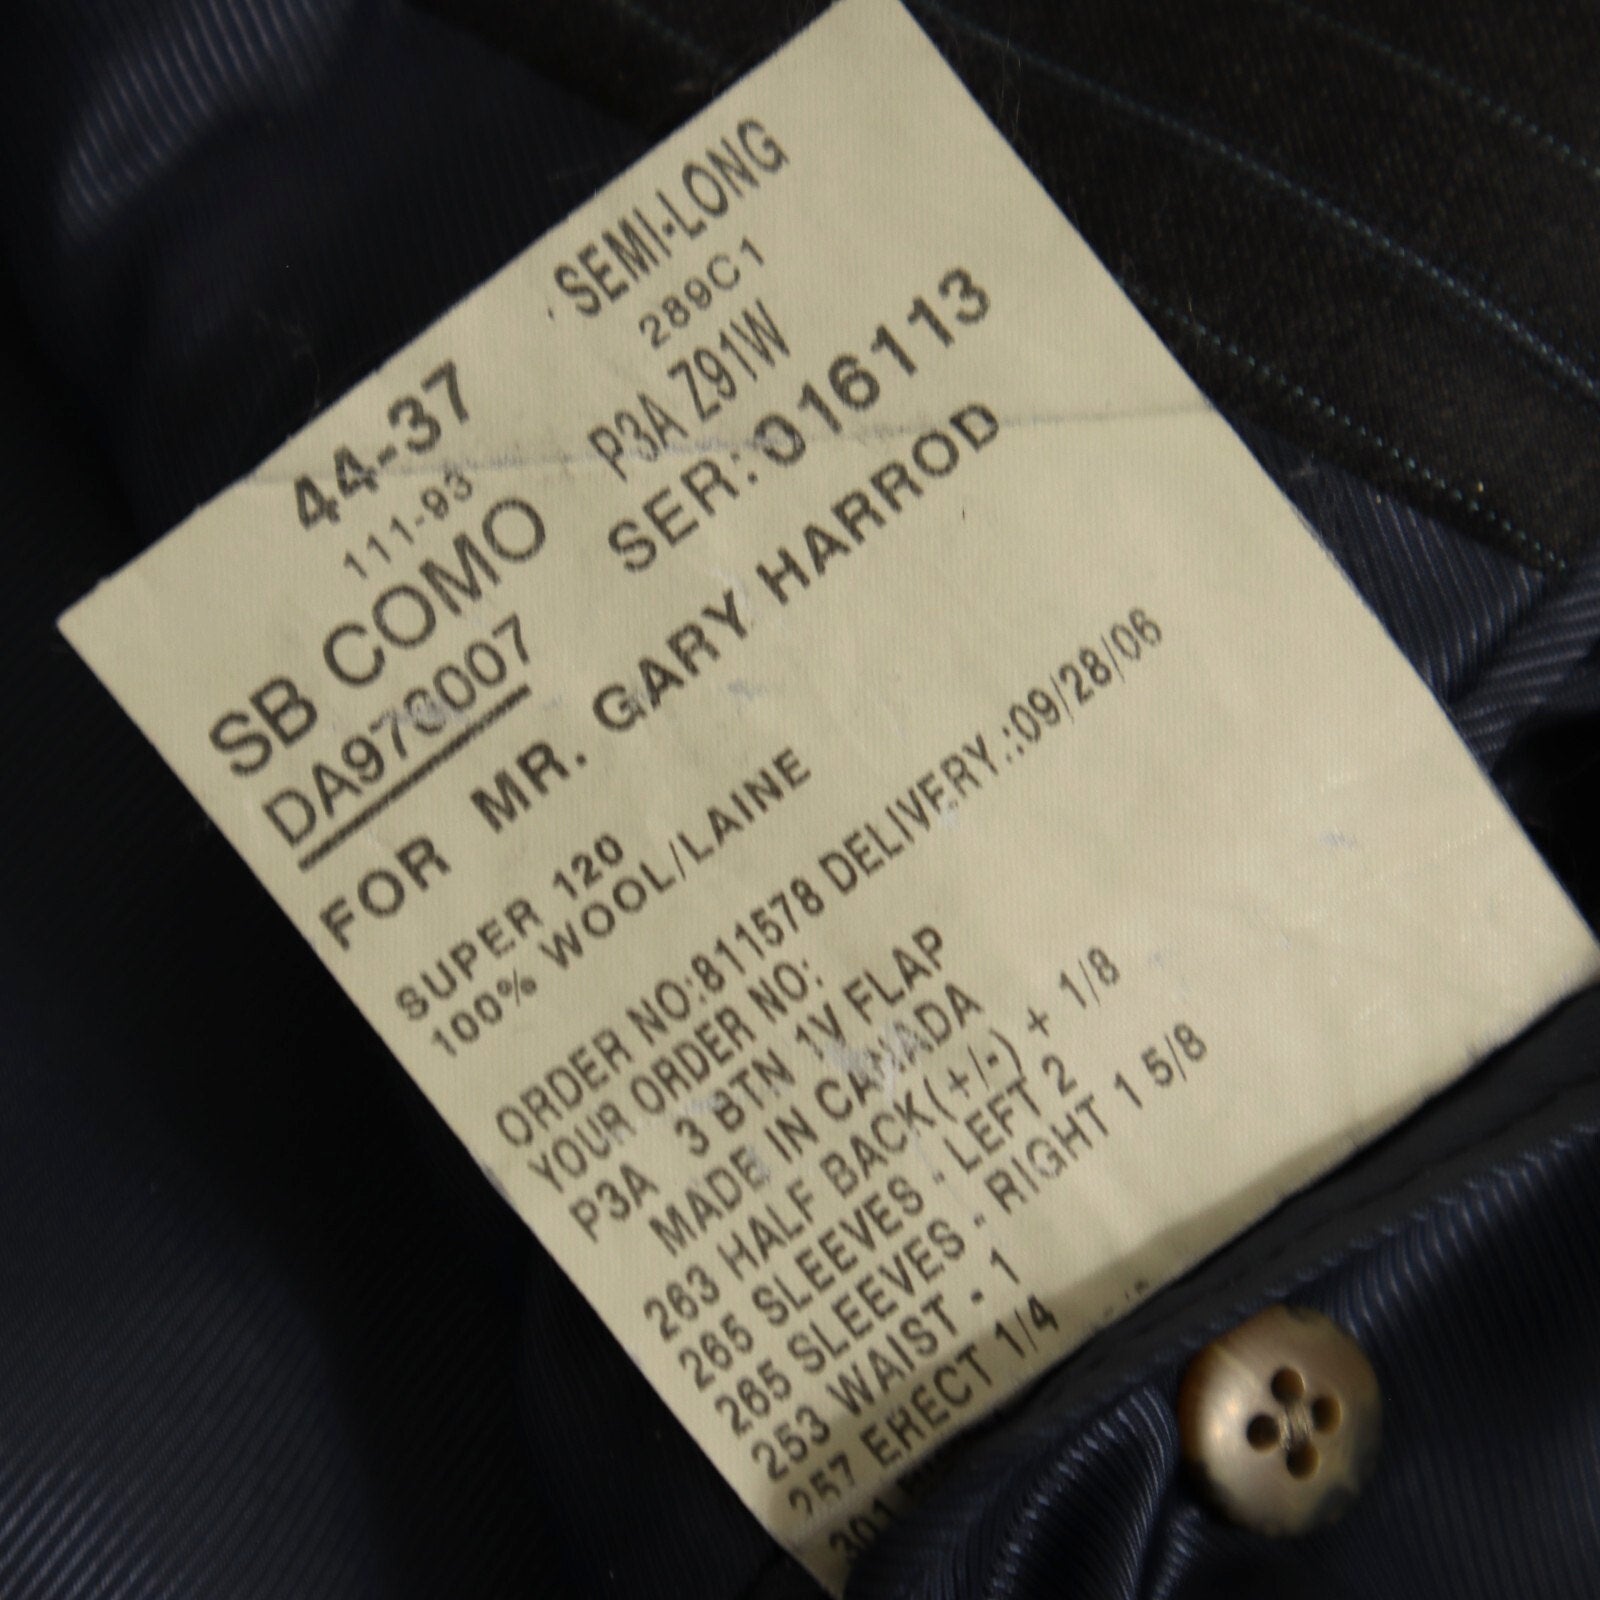 44-37 SEMI-LONG
111-93 289C1
SB COMO P3A Z91W
DA976007 SER:016113
FOR MR. GARY HARROD
SUPER 120
100% WOOL/LAINE
ORDER NO:811578 DELIVERY.:09/28/06
YOUR ORDER NO:
P3A 3 BTN 1V FLAP
MADE IN CANADA
263 HALF BACK(+/-) + 1/8
265 SLEEVES - LEFT 2
265 SLEEVES - RIGHT 1 5/8
253 WAIST - 1
257 ERECT 1/4
301